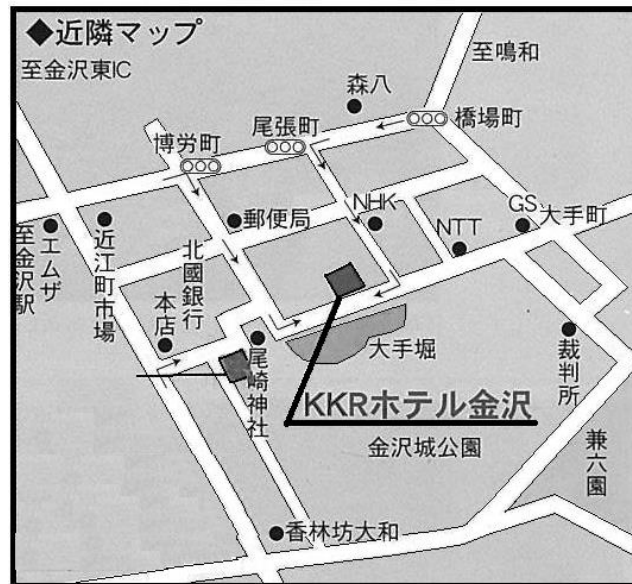 ◆近隣マップ
至金沢東IC
至鳴和
森八
橋場町
尾張町
博労町
NHK
GS
大手町
NTT
郵便局
至金沢駅
エムザ
近江町市場
北國銀行
本店
尾崎神社
大手堀
裁判所
KKRホテル金沢
金沢城公園
兼六園
香林坊大和